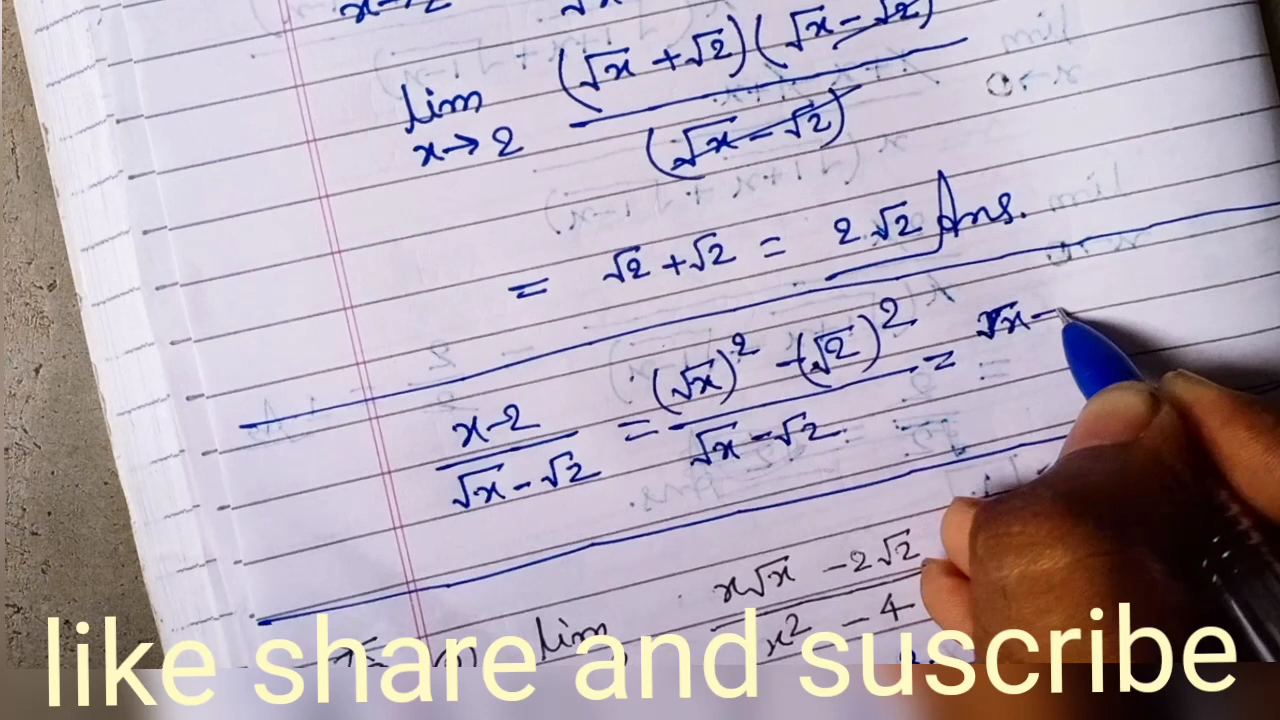 x→2 √x
lim x→2 (√x + √2)(√x - √2) / (√x - √2)
= √2 + √2 = 2√2 Ans.
x-2 / √x - √2 = (√x)² - (√2)² / √x - √2 = √x -
lim x√x - 2√2 / x² - 4
like share and suscribe